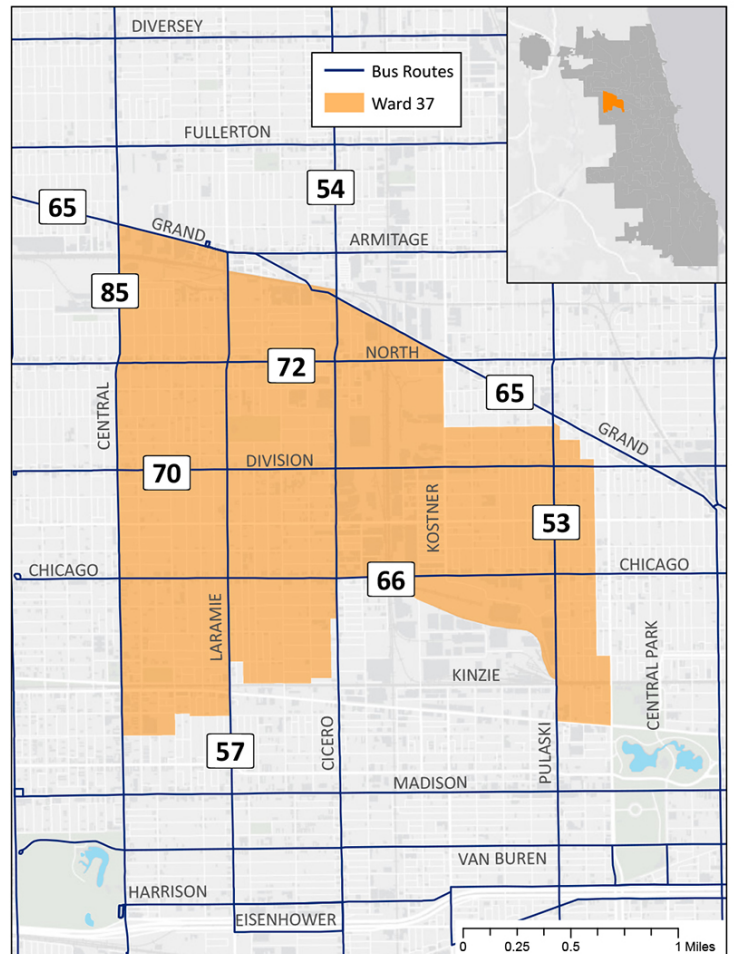 DIVERSEY
Bus Routes
Ward 37
FULLERTON
54
65
GRAND
ARMITAGE
85
NORTH
72
65
CENTRAL
GRAND
DIVISION
70
KOSTNER
53
CHICAGO
66
CHICAGO
LARAMIE
KINZIE
CENTRAL PARK
CICERO
PULASKI
57
MADISON
VAN BUREN
HARRISON
EISENHOWER
0 0.25 0.5 1 Miles